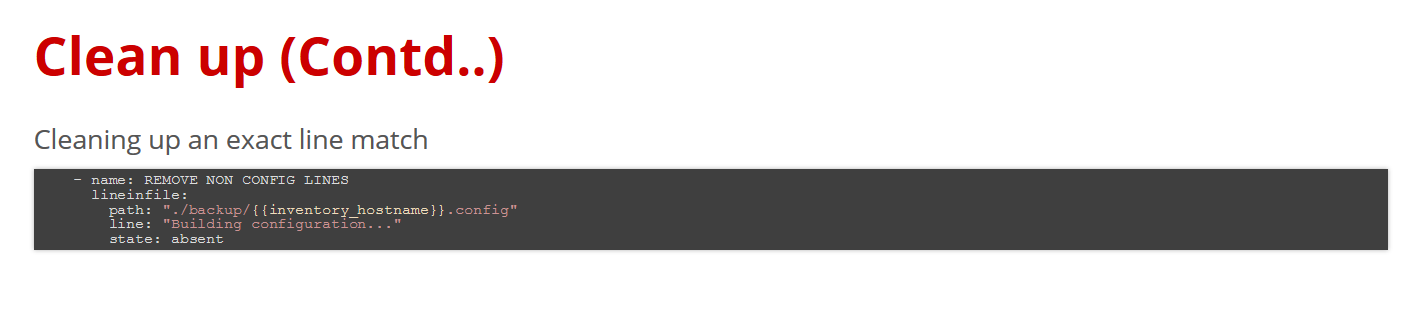 Clean up (Contd..)
Cleaning up an exact line match
- name: REMOVE NON CONFIG LINES
lineinfile:
path: "./backup/{{inventory_hostname}}.config"
line: "Building configuration..."
state: absent